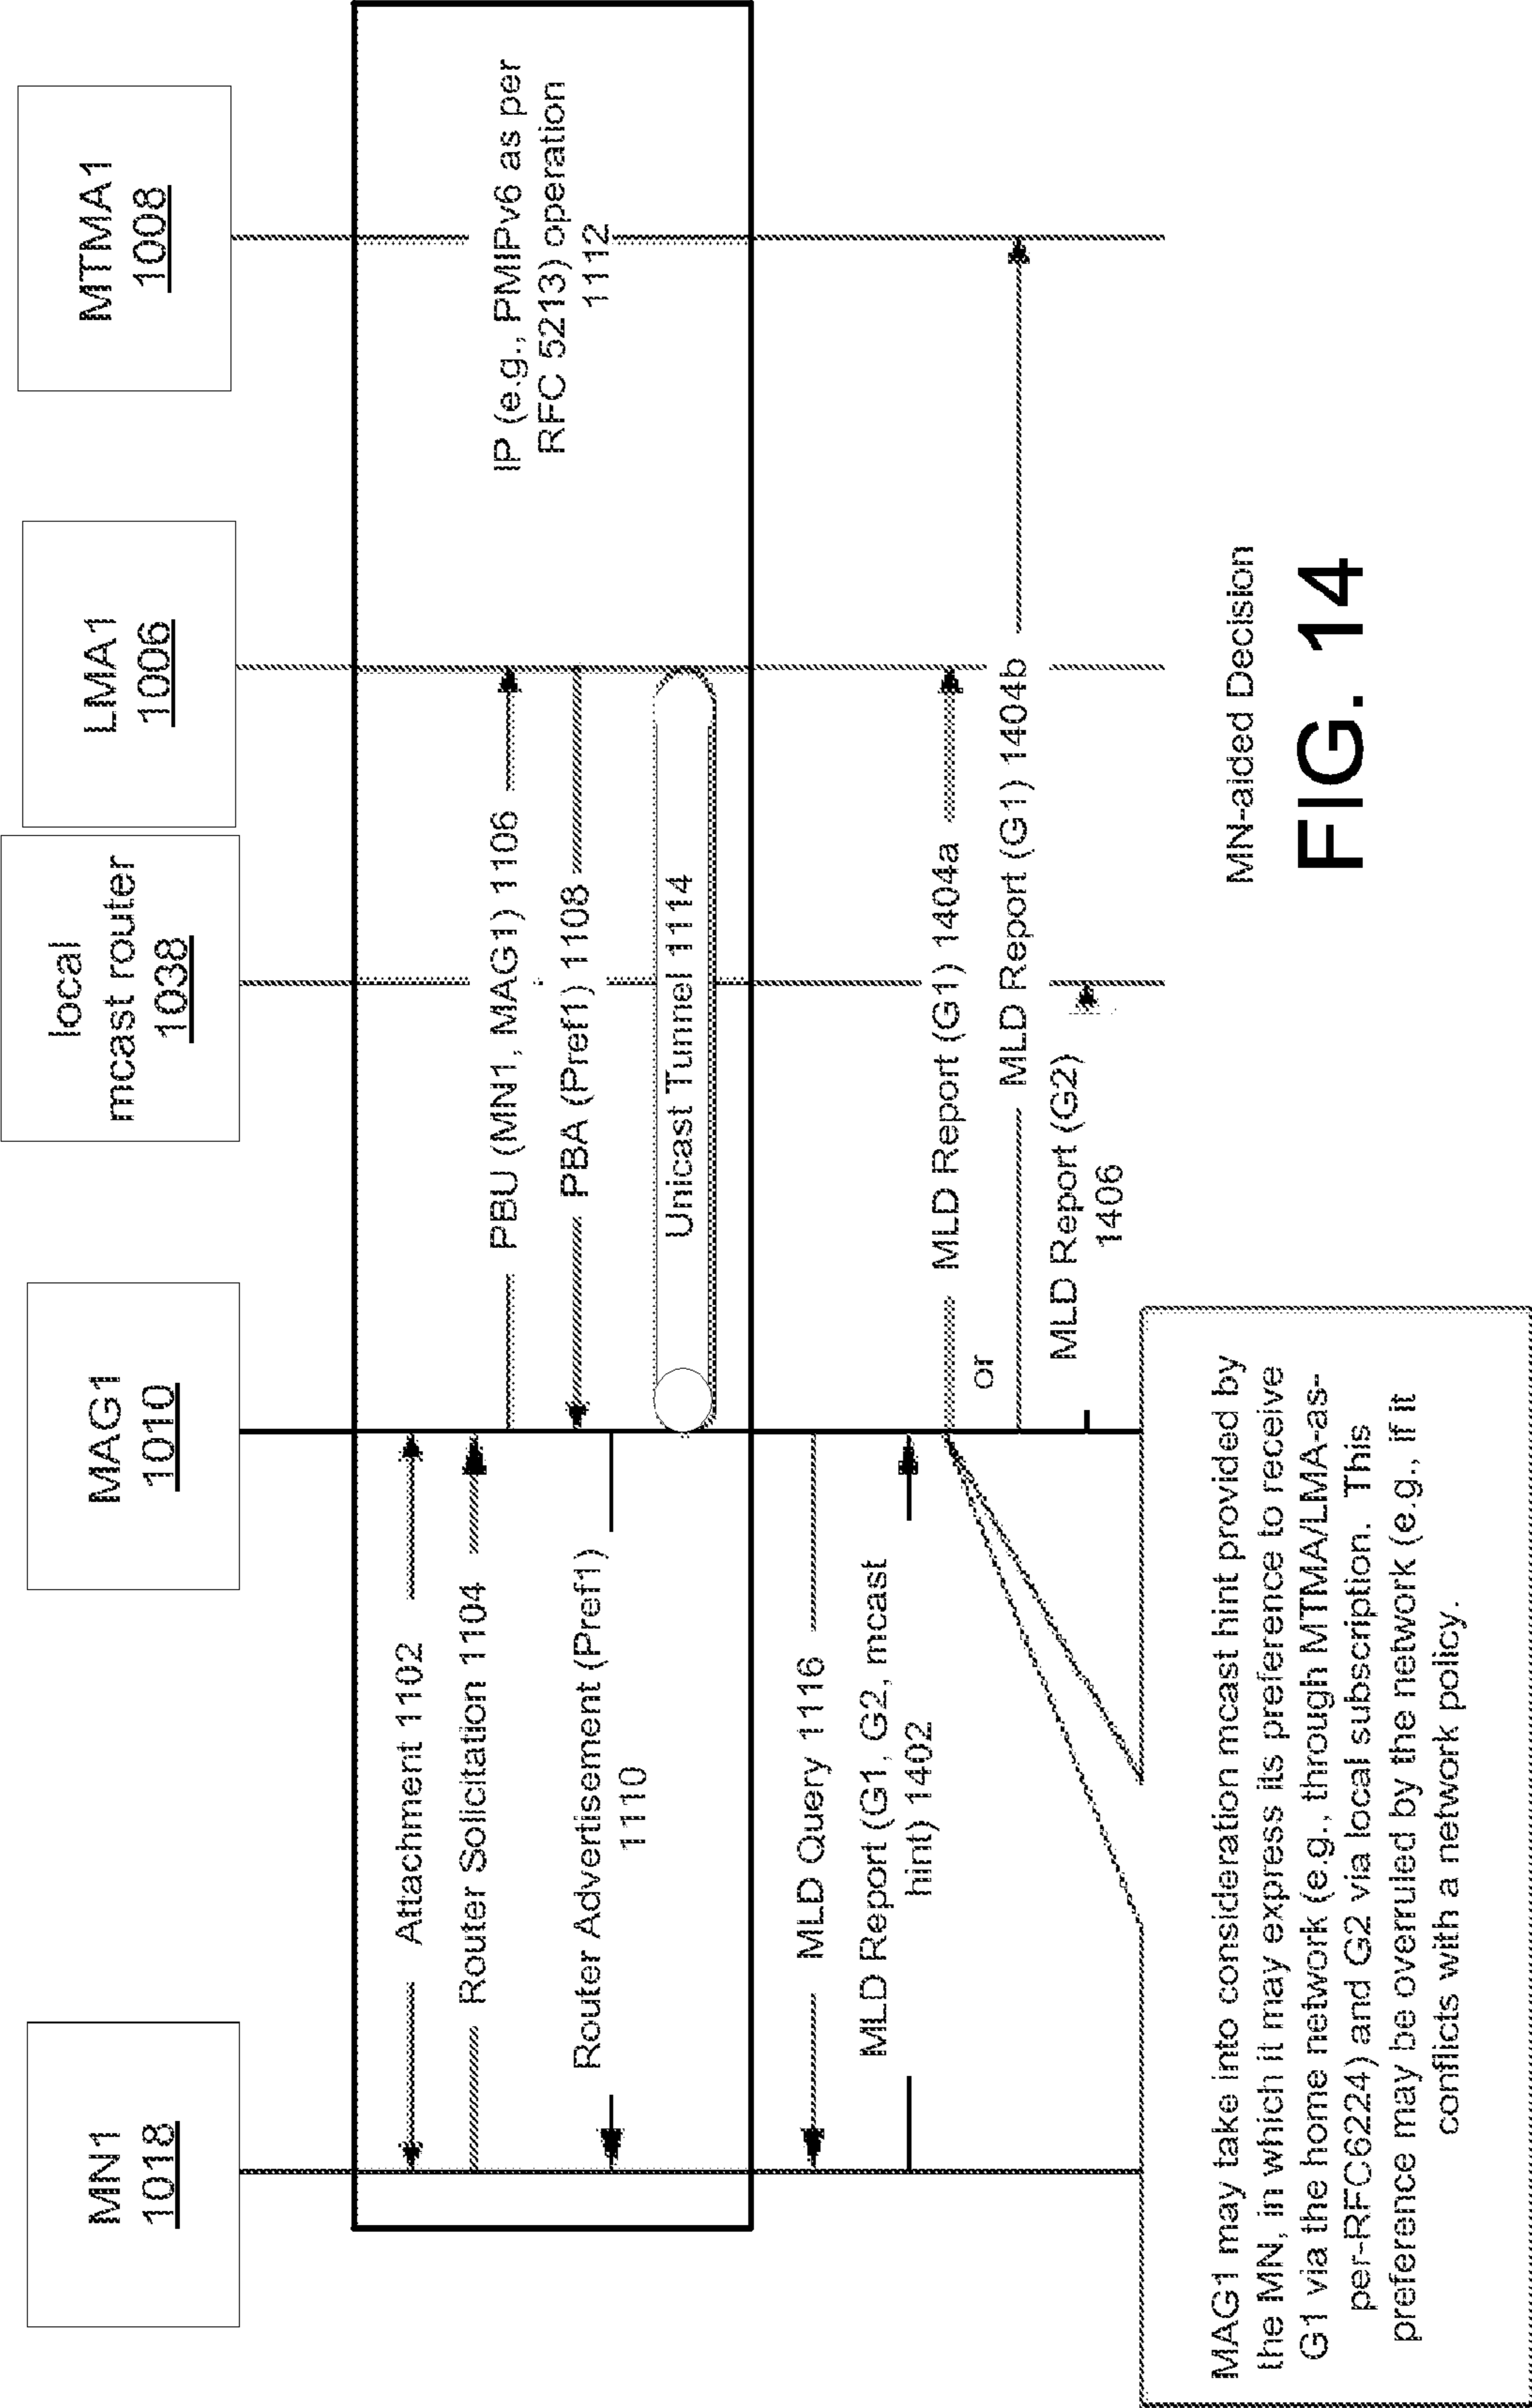 MN1
1018
MAG1
1010
local
mcast router
1038
LMA1
1006
MTMA1
1008
Attachment 1102
Router Solicitation 1104
PBU (MN1, MAG1) 1106
PBA (Pref1) 1108
Router Advertisement (Pref1)
1110
IP (e.g., PMIPv6 as per
RFC 5213) operation
1112
Unicast Tunnel 1114
MLD Query 1116
MLD Report (G1, G2, mcast
hint) 1402
MLD Report (G1) 1404a
or
MLD Report (G1) 1404b
MLD Report (G2)
1406
MAG1 may take into consideration mcast hint provided by
the MN, in which it may express its preference to receive
G1 via the home network (e.g., through MTMA/LMA-as-
per-RFC6224) and G2 via local subscription. This
preference may be overruled by the network (e.g., if it
conflicts with a network policy.
MN-aided Decision
FIG. 14